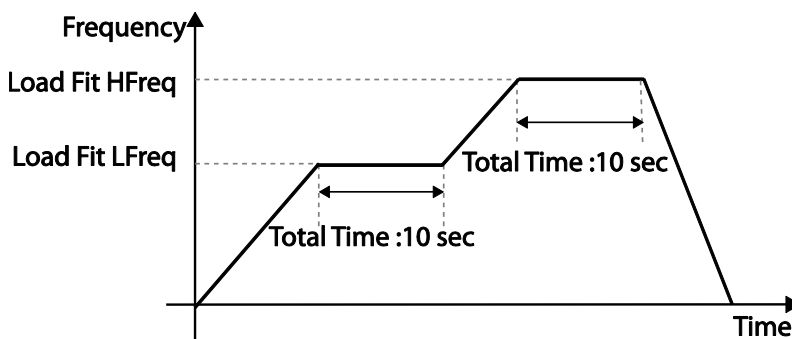 Frequency
Load Fit HFreq
Load Fit LFreq
Total Time :10 sec
Total Time :10 sec
Time